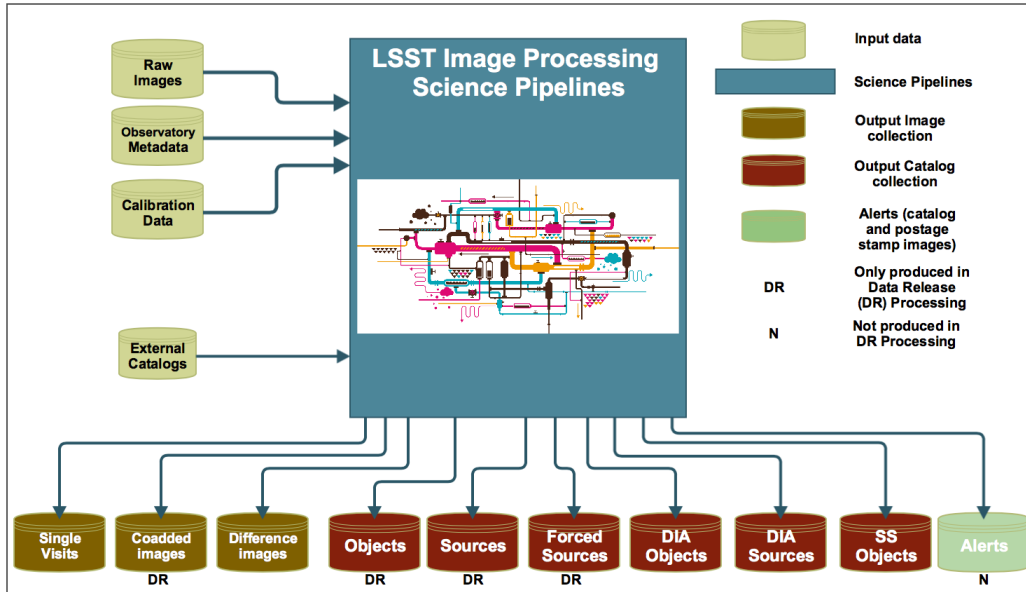 LSST Image Processing
Science Pipelines
Raw
Images
Observatory
Metadata
Calibration
Data
External
Catalogs
Input data
Science Pipelines
Output Image
collection
Output Catalog
collection
Alerts (catalog
and postage
stamp images)
DR
Only produced in
Data Release
(DR) Processing
N
Not produced in
DR Processing
Single
Visits
Coadded
images
DR
Difference
images
Objects
DR
Sources
DR
Forced
Sources
DR
DIA
Objects
DIA
Sources
SS
Objects
Alerts
N